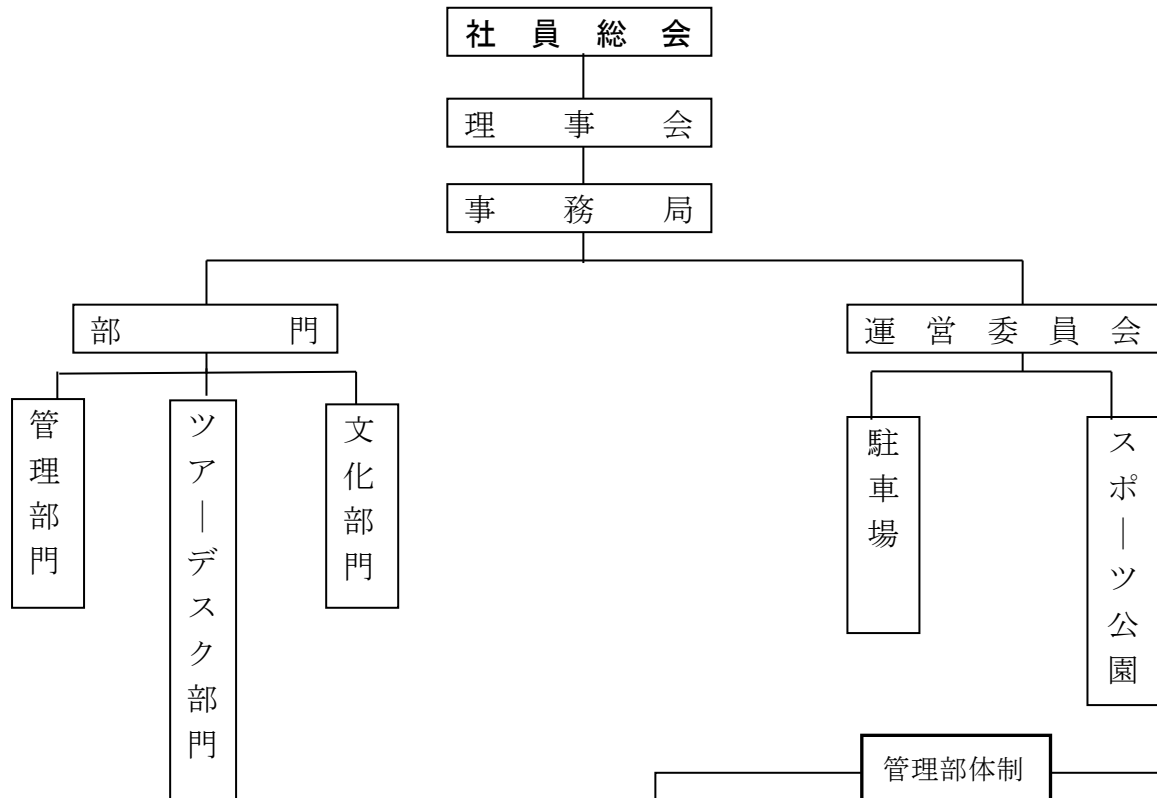 社員総会
理事会
事務局
部門
運営委員会
管理部門
ツアーデスク部門
文化部門
駐車場
スポーツ公園
管理部体制